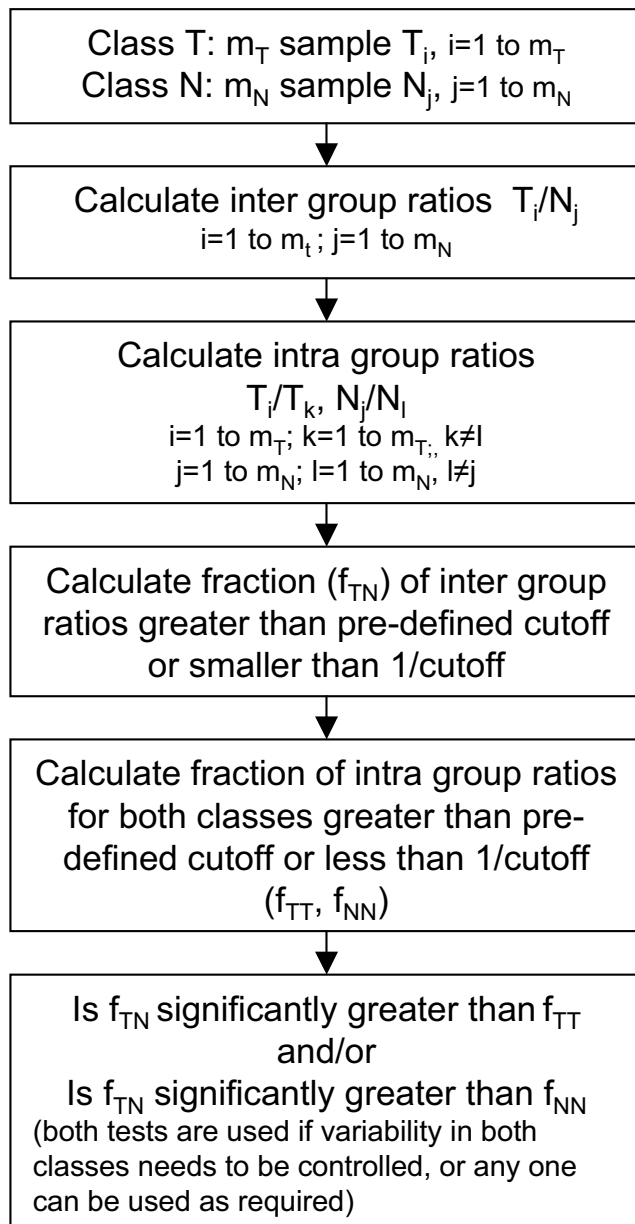 Class T: m_T sample T_i, i=1 to m_T
Class N: m_N sample N_j, j=1 to m_N
Calculate inter group ratios T_i/N_j
i=1 to m_t ; j=1 to m_N
Calculate intra group ratios
T_i/T_k, N_j/N_l
i=1 to m_T; k=1 to m_T;, k≠I
j=1 to m_N; l=1 to m_N, l≠j
Calculate fraction (f_TN) of inter group
ratios greater than pre-defined cutoff
or smaller than 1/cutoff
Calculate fraction of intra group ratios
for both classes greater than pre-
defined cutoff or less than 1/cutoff
(f_TT, f_NN)
Is f_TN significantly greater than f_TT
and/or
Is f_TN significantly greater than f_NN
(both tests are used if variability in both
classes needs to be controlled, or any one
can be used as required)